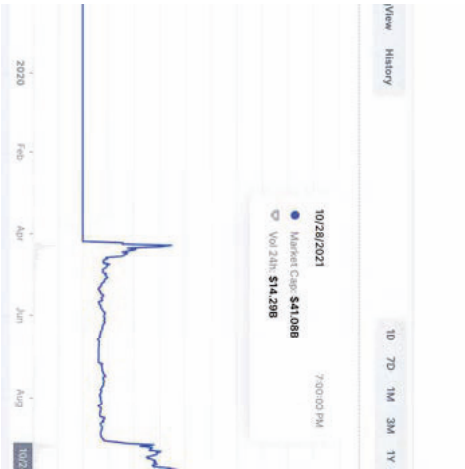 gView History
1D 7D 1M 3M 1Y
10/28/2021 7:00:00 PM
Market Cap: $41.08B
Vol 24h: $14.29B
2020 Feb Apr Jun Aug 10/2